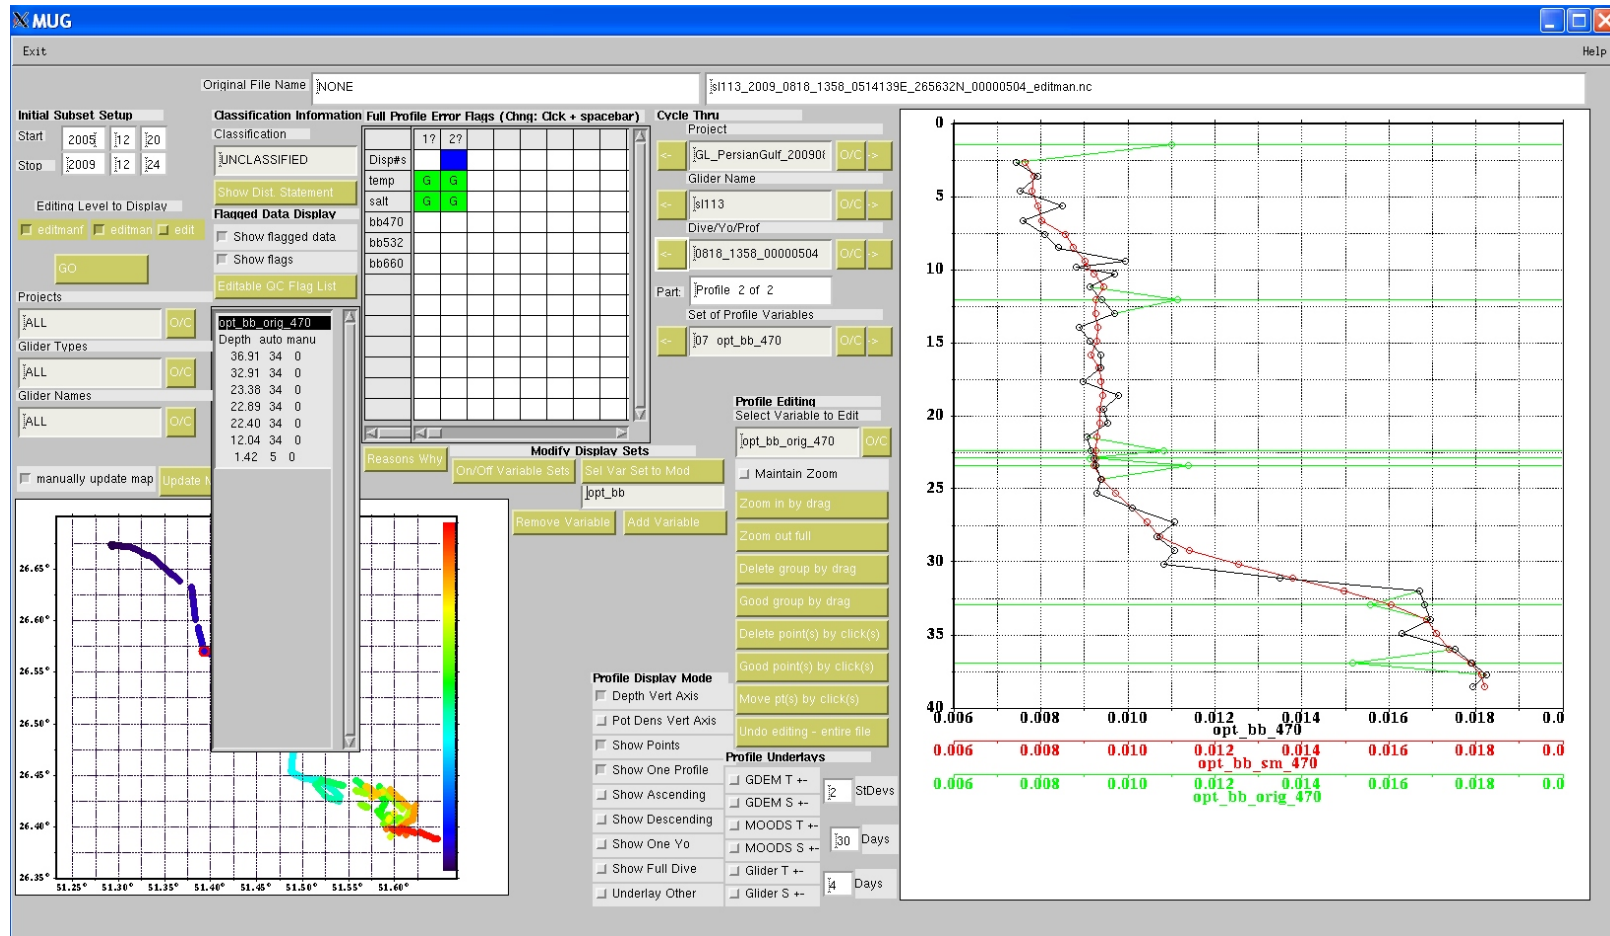 MUG
Exit Help
Original File Name NONE sl113_2009_0818_1358_0514139E_265632N_00000504_editman.nc
Initial Subset Setup
Start 2005 12 20
Stop 2009 12 24
Editing Level to Display
editmanf editman edit
GO
Projects
ALL O/C
Glider Types
ALL O/C
Glider Names
ALL O/C
manually update map
Classification Information
Classification
UNCLASSIFIED
Show Dist. Statement
Flagged Data Display
Show flagged data
Show flags
Editable QC Flag List
opt_bb_orig_470
Depth auto manu
36.91 34 0
32.91 34 0
23.38 34 0
22.89 34 0
22.40 34 0
12.04 34 0
1.42 5 0
Full Profile Error Flags (Chng: Clck + spacebar)
1? 2?
Disp#s
temp G G
salt G G
bb470
bb532
bb660
Reasons Why
Modify Display Sets
On/Off Variable Sets Sel Var Set to Mod
opt_bb
Remove Variable Add Variable
Cycle Thru
Project
<- GL_PersianGulf_20090 O/C ->
Glider Name
<- sl113 O/C ->
Dive/Yo/Prof
<- 0818_1358_00000504 O/C ->
Part: Profile 2 of 2
Set of Profile Variables
<- 07 opt_bb_470 O/C ->
Profile Editing
Select Variable to Edit
opt_bb_orig_470 O/C
Maintain Zoom
Zoom in by drag
Zoom out full
Delete group by drag
Good group by drag
Delete point(s) by click(s)
Good point(s) by click(s)
Move pt(s) by click(s)
Undo editing - entire file
Profile Display Mode
Depth Vert Axis
Pot Dens Vert Axis
Show Points
Show One Profile
Show Ascending
Show Descending
Show One Yo
Show Full Dive
Underlay Other
Profile Underlays
GDEM T +-
GDEM S +-
2 StDevs
MOODS T +-
MOODS S +-
30 Days
Glider T +-
Glider S +-
4 Days
26.65°
26.60°
26.55°
26.50°
26.45°
26.40°
26.35°
51.25° 51.30° 51.35° 51.40° 51.45° 51.50° 51.55° 51.60°
0
5
10
15
20
25
30
35
40
0.006 0.008 0.010 0.012 0.014 0.016 0.018 0.0
opt_bb_470
0.006 0.008 0.010 0.012 0.014 0.016 0.018 0.0
opt_bb_sm_470
0.006 0.008 0.010 0.012 0.014 0.016 0.018 0.0
opt_bb_orig_470